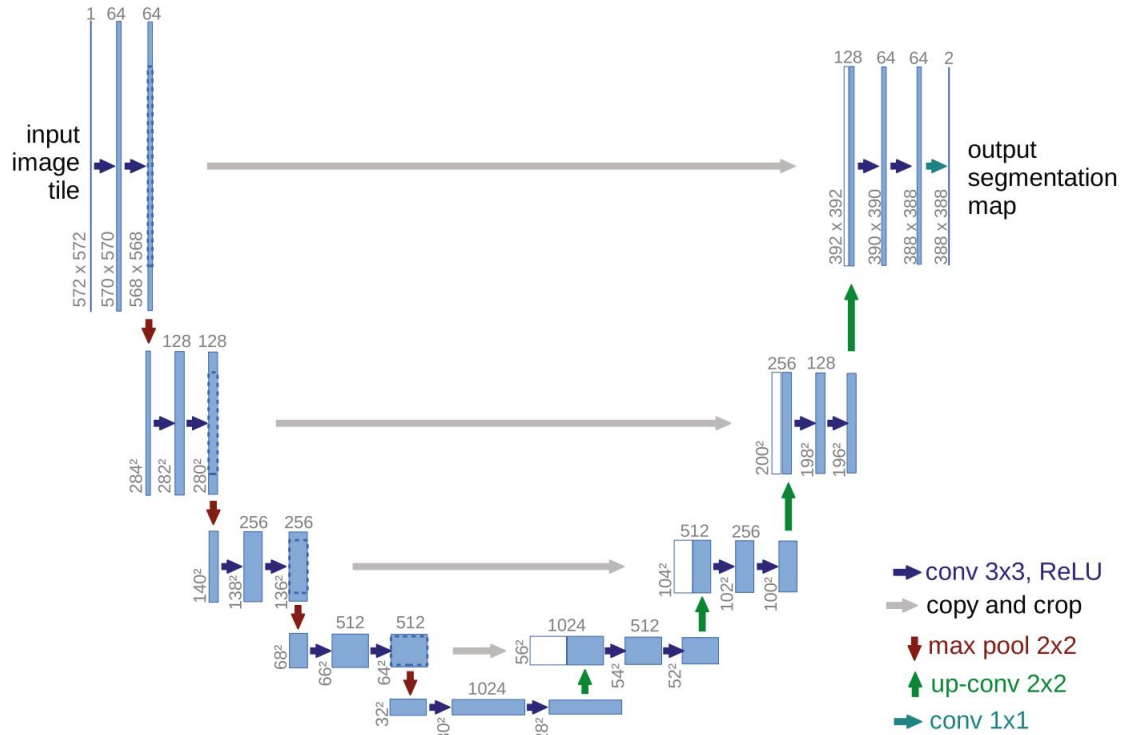 1 64 64
input
image
tile
572 x 572
570 x 570
568 x 568
128 64 64 2
392 x 392
390 x 390
388 x 388
388 x 388
output
segmentation
map
128 128
284²
282²
280²
256 128
200²
198²
196²
256 256
140²
138²
136²
512 256
104²
102²
100²
512 512
68²
66²
64²
1024 512
56²
54²
52²
1024
32²
conv 3x3, ReLU
copy and crop
max pool 2x2
up-conv 2x2
conv 1x1